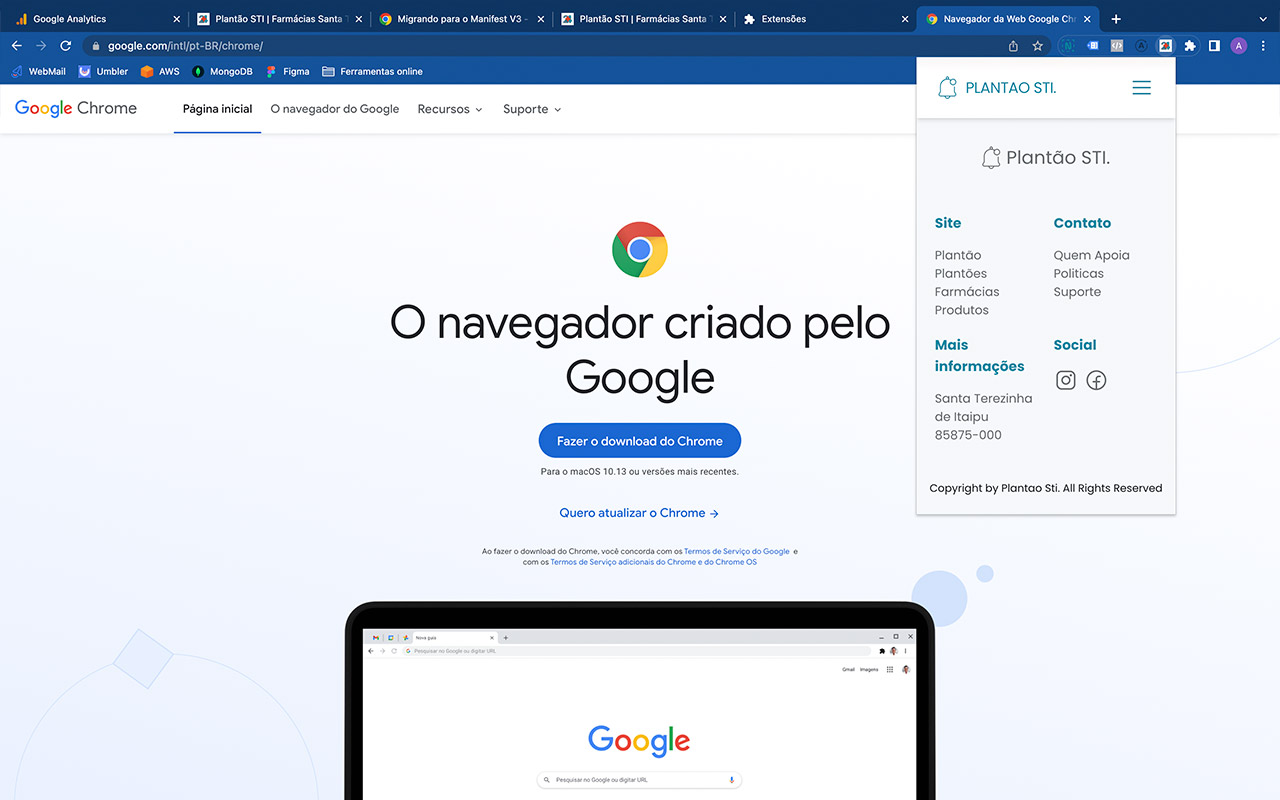 Google Analytics
Plantão STI | Farmácias Santa
Migrando para o Manifest V3 -
Plantão STI | Farmácias Santa
Extensões
Navegador da Web Google Ch
google.com/intl/pt-BR/chrome/
A
WebMail
Umbler
AWS
MongoDB
Figma
Ferramentas online
Google Chrome
Página inicial
O navegador do Google
Recursos
Suporte
PLANTAO STI.
Plantão STI.
Site
Plantão
Plantões
Farmácias
Produtos
Contato
Quem Apoia
Politicas
Suporte
Mais
informações
Santa Terezinha
de Itaipu
85875-000
Social
Copyright by Plantao Sti. All Rights Reserved
O navegador criado pelo
Google
Fazer o download do Chrome
Para o macOS 10.13 ou versões mais recentes.
Quero atualizar o Chrome →
Ao fazer o download do Chrome, você concorda com os Termos de Serviço do Google e
com os Termos de Serviço adicionais do Chrome e do Chrome OS
Nova guia
Pesquisar no Google ou digitar URL
Gmail Imagens
Google
Pesquisar no Google ou digitar URL